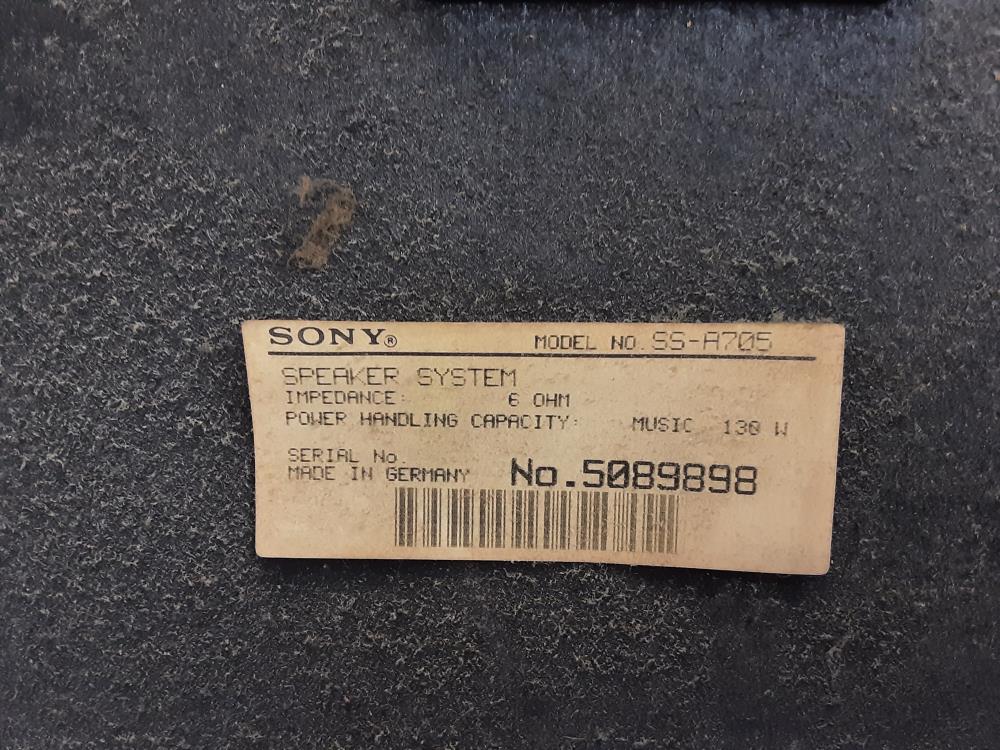 SONY® MODEL NO. SS-A705
SPEAKER SYSTEM
IMPEDANCE: 6 OHM
POWER HANDLING CAPACITY: MUSIC 130 W
SERIAL No.
MADE IN GERMANY No.5089898